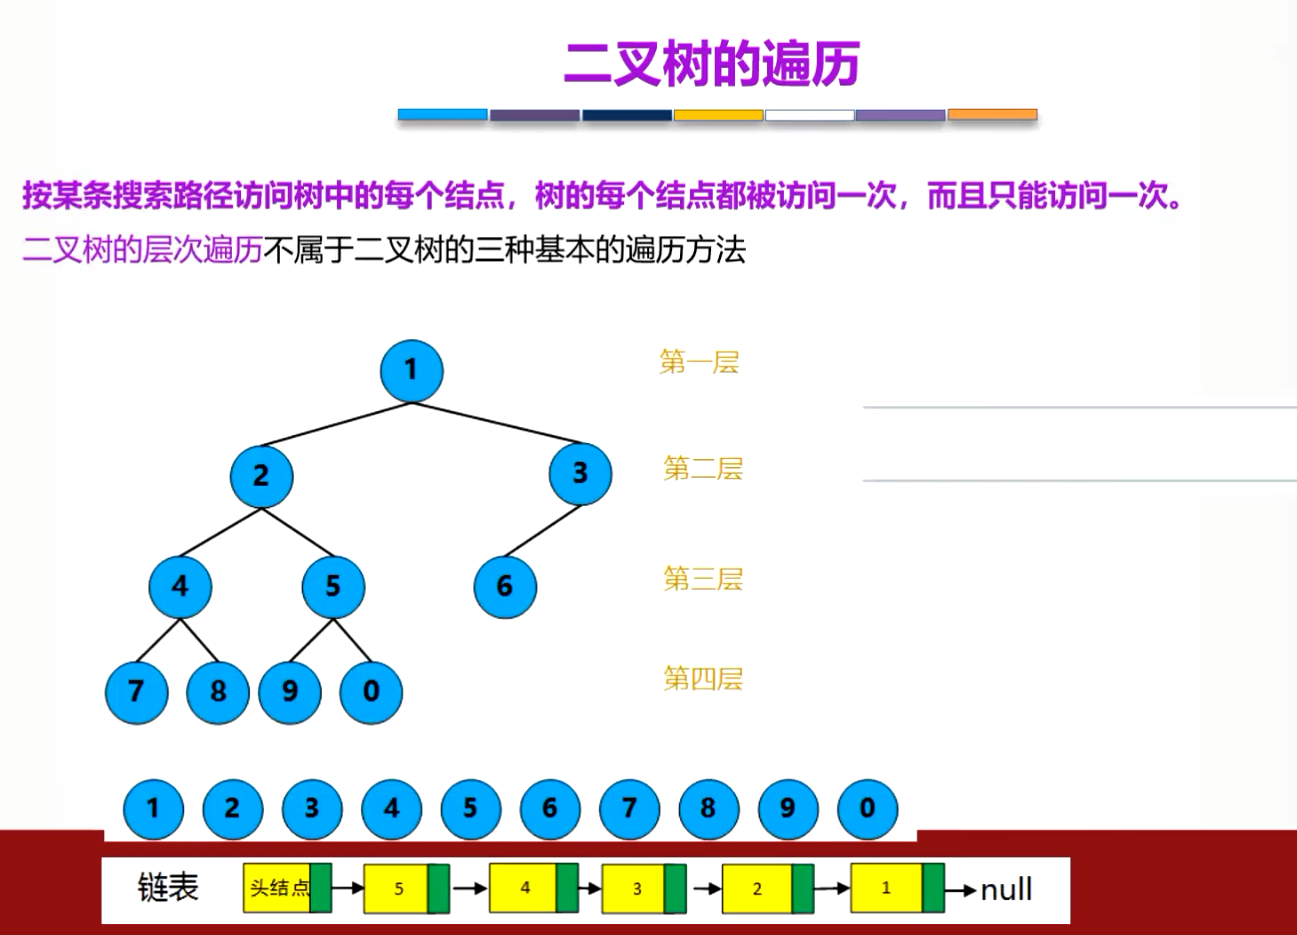 二叉树的遍历
按某条搜索路径访问树中的每个结点，树的每个结点都被访问一次，而且只能访问一次。
二叉树的层次遍历不属于二叉树的三种基本的遍历方法
1 第一层
2 3 第二层
4 5 6 第三层
7 8 9 0 第四层
1 2 3 4 5 6 7 8 9 0
链表 头结点 5 4 3 2 1 null